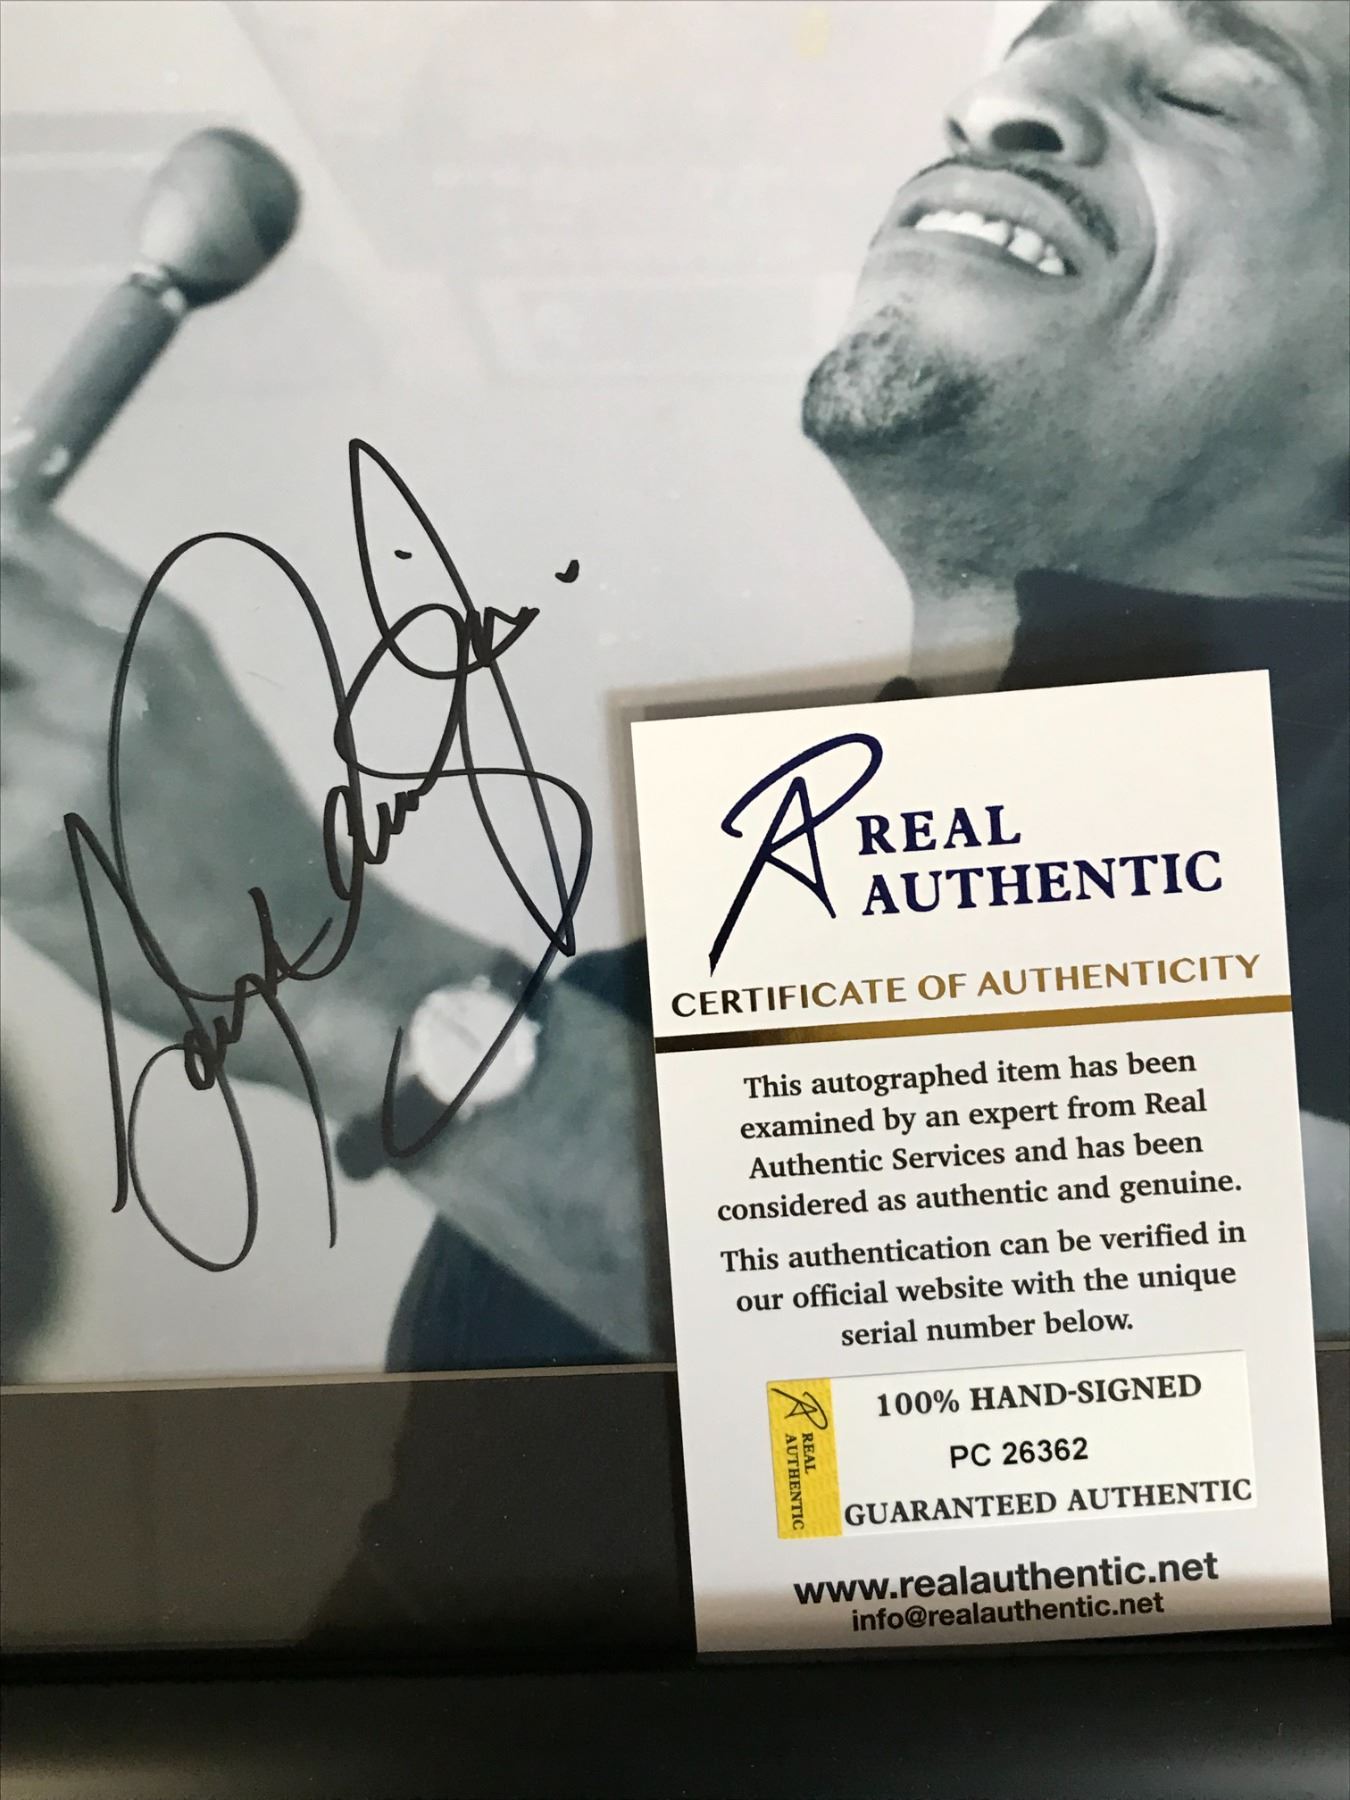 REAL
AUTHENTIC
CERTIFICATE OF AUTHENTICITY
This autographed item has been
examined by an expert from Real
Authentic Services and has been
considered as authentic and genuine.
This authentication can be verified in
our official website with the unique
serial number below.
REAL
AUTHENTIC
100% HAND-SIGNED
PC 26362
GUARANTEED AUTHENTIC
www.realauthentic.net
info@realauthentic.net